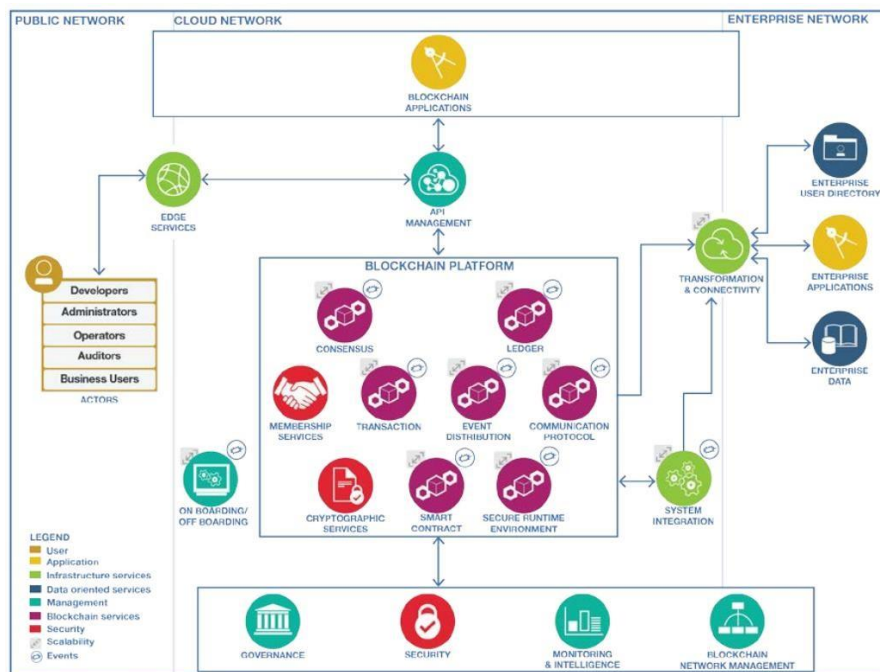 PUBLIC NETWORK
CLOUD NETWORK
ENTERPRISE NETWORK
BLOCKCHAIN
APPLICATIONS
EDGE
SERVICES
API
MANAGEMENT
ENTERPRISE
USER DIRECTORY
TRANSFORMATION
& CONNECTIVITY
ENTERPRISE
APPLICATIONS
ENTERPRISE
DATA
Developers
Administrators
Operators
Auditors
Business Users
ACTORS
BLOCKCHAIN PLATFORM
CONSENSUS
LEDGER
MEMBERSHIP
SERVICES
TRANSACTION
EVENT
DISTRIBUTION
COMMUNICATION
PROTOCOL
CRYPTOGRAPHIC
SERVICES
SMART
CONTRACT
SECURE RUNTIME
ENVIRONMENT
ON BOARDING/
OFF BOARDING
SYSTEM
INTEGRATION
LEGEND
User
Application
Infrastructure services
Data oriented services
Management
Blockchain services
Security
Scalability
Events
GOVERNANCE
SECURITY
MONITORING
& INTELLIGENCE
BLOCKCHAIN
NETWORK MANAGEMENT